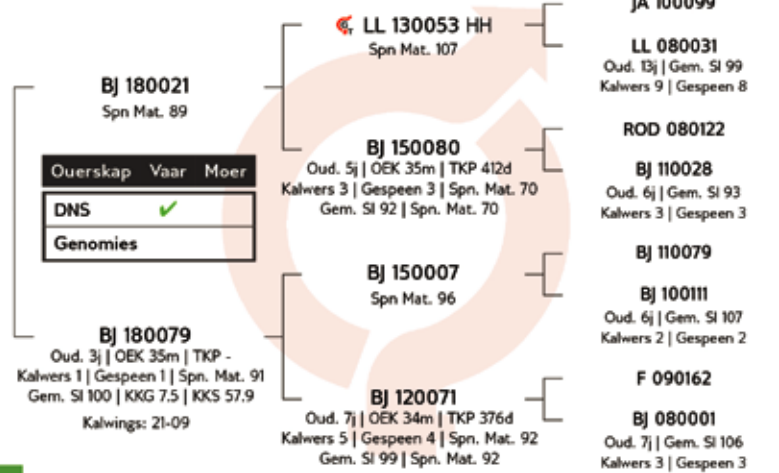 JA 100099
LL 130053 HH
Spn Mat. 107
LL 080031
Oud. 13j | Gem. SI 99
Kalwers 9 | Gespeen 8
BJ 180021
Spn Mat. 89
ROD 080122
BJ 150080
Oud. 5j | OEK 35m | TKP 412d
Kalwers 3 | Gespeen 3 | Spn. Mat. 70
Gem. SI 92 | Spn. Mat. 70
BJ 110028
Oud. 6j | Gem. SI 93
Kalwers 3 | Gespeen 3
Ouerskap Vaar Moer
DNS ✔
Genomies
BJ 110079
BJ 150007
Spn Mat. 96
BJ 100111
Oud. 6j | Gem. SI 107
Kalwers 2 | Gespeen 2
BJ 180079
Oud. 3j | OEK 35m | TKP -
Kalwers 1 | Gespeen 1 | Spn. Mat. 91
Gem. SI 100 | KKG 7.5 | KKS 57.9
Kalwings: 21-09
F 090162
BJ 120071
Oud. 7j | OEK 34m | TKP 376d
Kalwers 5 | Gespeen 4 | Spn. Mat. 92
Gem. SI 99 | Spn. Mat. 92
BJ 080001
Oud. 7j | Gem. SI 106
Kalwers 3 | Gespeen 3